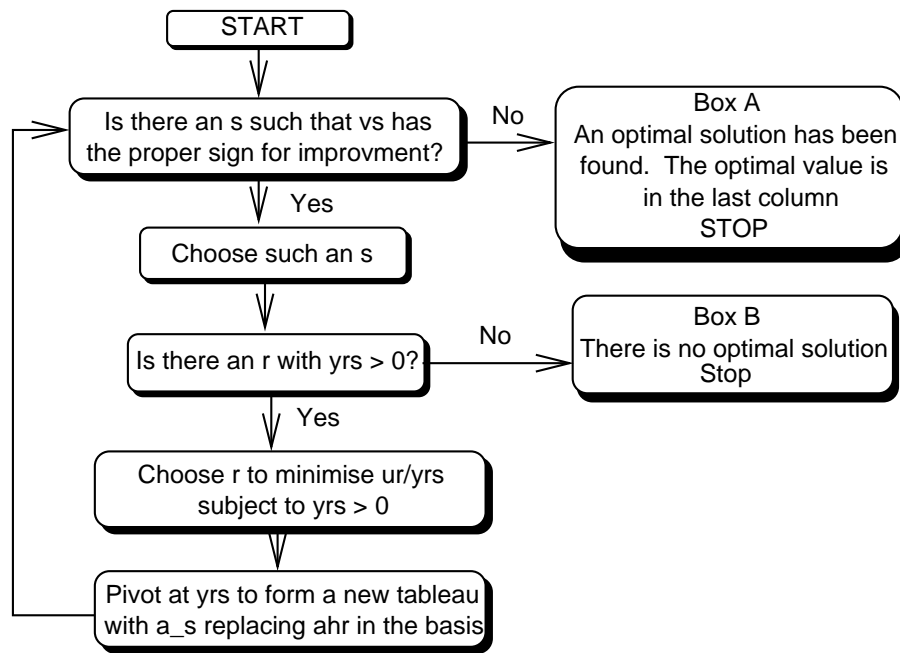 START
Is there an s such that vs has
the proper sign for improvment?
No
Box A
An optimal solution has been
found. The optimal value is
in the last column
STOP
Yes
Choose such an s
Is there an r with yrs > 0?
No
Box B
There is no optimal solution
Stop
Yes
Choose r to minimise ur/yrs
subject to yrs > 0
Pivot at yrs to form a new tableau
with a_s replacing ahr in the basis